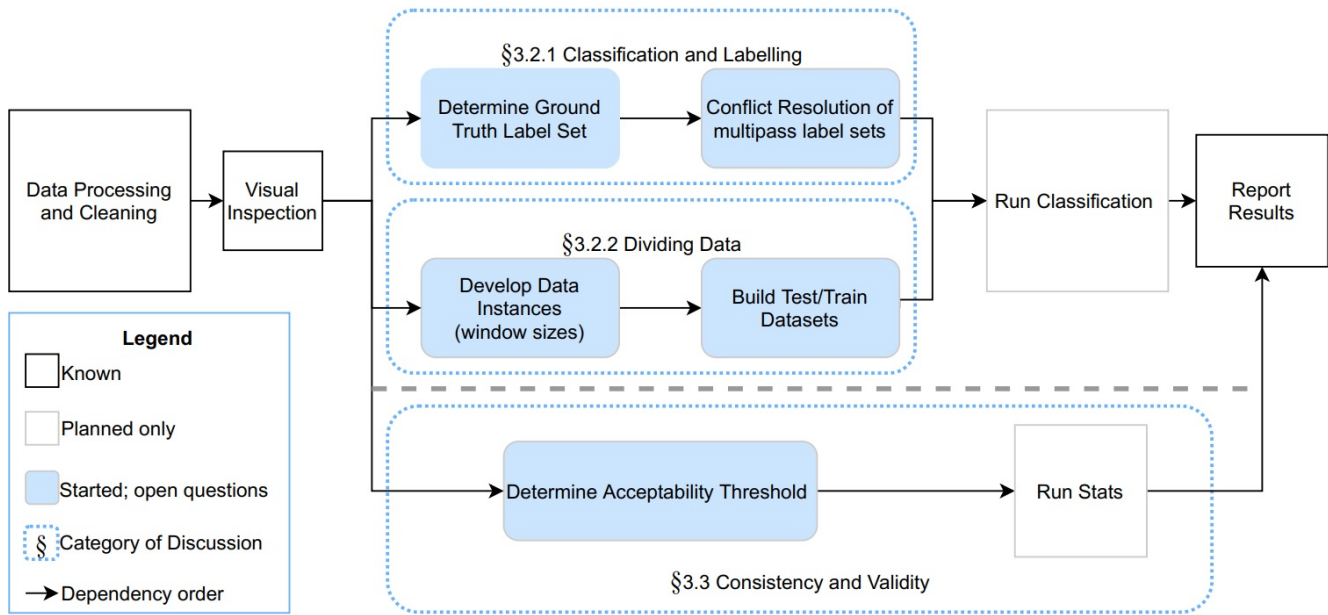 §3.2.1 Classification and Labelling
Determine Ground
Truth Label Set
Conflict Resolution of
multipass label sets
Data Processing
and Cleaning
Visual
Inspection
Run Classification
Report
Results
§3.2.2 Dividing Data
Develop Data
Instances
(window sizes)
Build Test/Train
Datasets
Legend
Known
Planned only
Started; open questions
§ Category of Discussion
Dependency order
Determine Acceptability Threshold
Run Stats
§3.3 Consistency and Validity